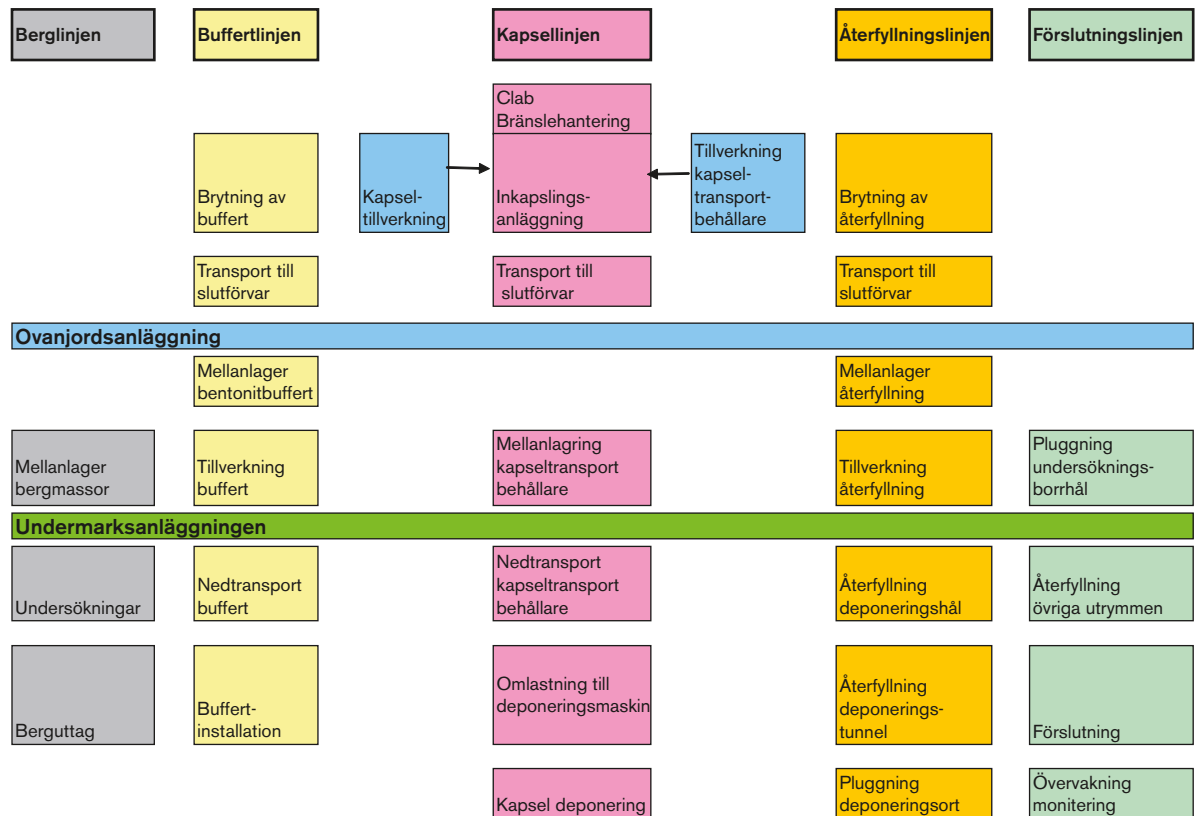 Berglinjen
Buffertlinjen
Kapsellinjen
Återfyllningslinjen
Förslutningslinjen
Clab
Bränslehantering
Brytning av
buffert
Kapsel-
tillverkning
Inkapslings-
anläggning
Tillverkning
kapsel-
transport-
behållare
Brytning av
återfyllning
Transport till
slutförvar
Transport till
slutförvar
Transport till
slutförvar
Ovanjordsanläggning
Mellanlager
bentonitbuffert
Mellanlager
återfyllning
Mellanlager
bergmassor
Tillverkning
buffert
Mellanlagring
kapseltransport
behållare
Tillverkning
återfyllning
Pluggning
undersöknings-
borrhål
Undermarksanläggningen
Undersökningar
Nedtransport
buffert
Nedtransport
kapseltransport
behållare
Återfyllning
deponeringshål
Återfyllning
övriga utrymmen
Berguttag
Buffert-
installation
Omlastning till
deponeringsmaskin
Återfyllning
deponerings-
tunnel
Förslutning
Kapsel deponering
Pluggning
deponeringsort
Övervakning
monitering